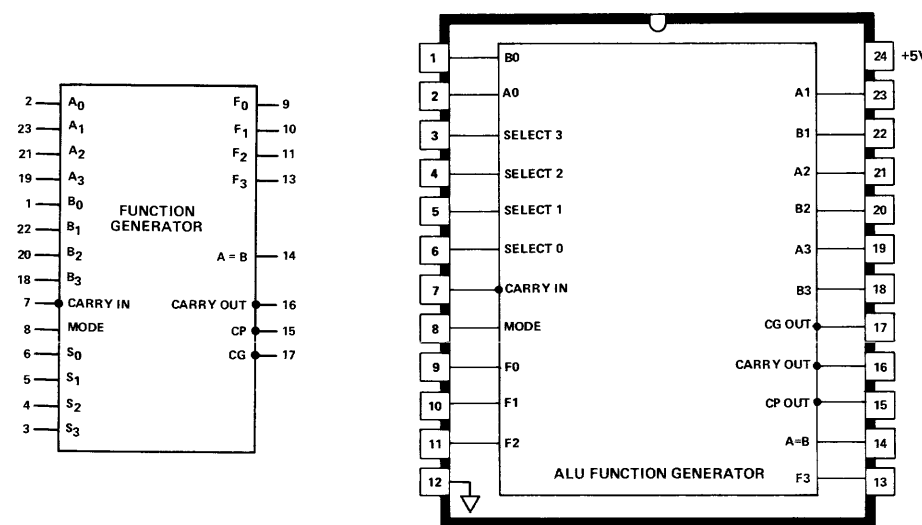 2 A0 F0 9
23 A1 F1 10
21 A2 F2 11
19 A3 F3 13
1 B0
FUNCTION
GENERATOR
22 B1
20 B2 A = B 14
18 B3
7 CARRY IN CARRY OUT 16
8 MODE CP 15
6 S0 CG 17
5 S1
4 S2
3 S3
1 B0 24 +5V
2 A0 A1 23
3 SELECT 3 B1 22
4 SELECT 2 A2 21
5 SELECT 1 B2 20
6 SELECT 0 A3 19
7 CARRY IN B3 18
8 MODE CG OUT 17
9 F0 CARRY OUT 16
10 F1 CP OUT 15
11 F2 A=B 14
12 ALU FUNCTION GENERATOR F3 13